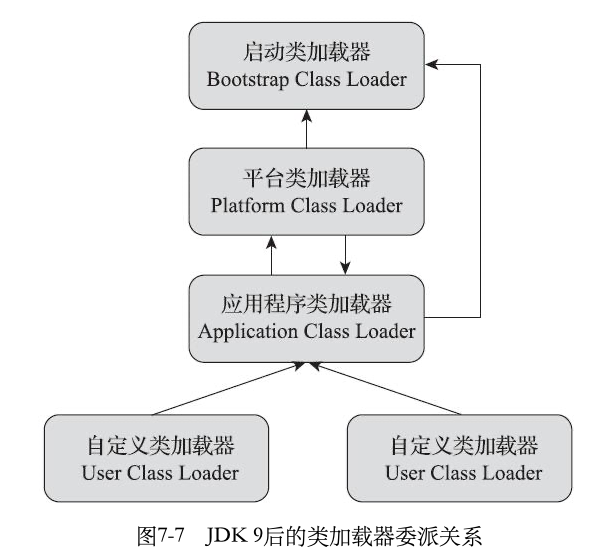 启动类加载器
Bootstrap Class Loader
平台类加载器
Platform Class Loader
应用程序类加载器
Application Class Loader
自定义类加载器
User Class Loader
自定义类加载器
User Class Loader
图7-7 JDK 9后的类加载器委派关系